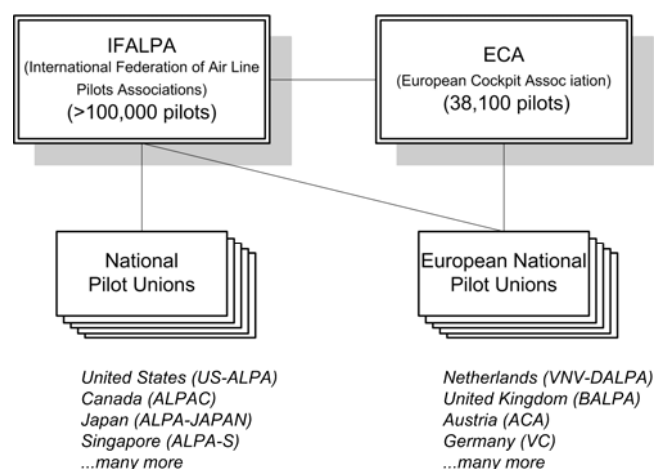 IFALPA
(International Federation of Air Line
Pilots Associations)
(>100,000 pilots)
ECA
(European Cockpit Assoc iation)
(38,100 pilots)
National
Pilot Unions
European National
Pilot Unions
United States (US-ALPA)
Canada (ALPAC)
Japan (ALPA-JAPAN)
Singapore (ALPA-S)
...many more
Netherlands (VNV-DALPA)
United Kingdom (BALPA)
Austria (ACA)
Germany (VC)
...many more